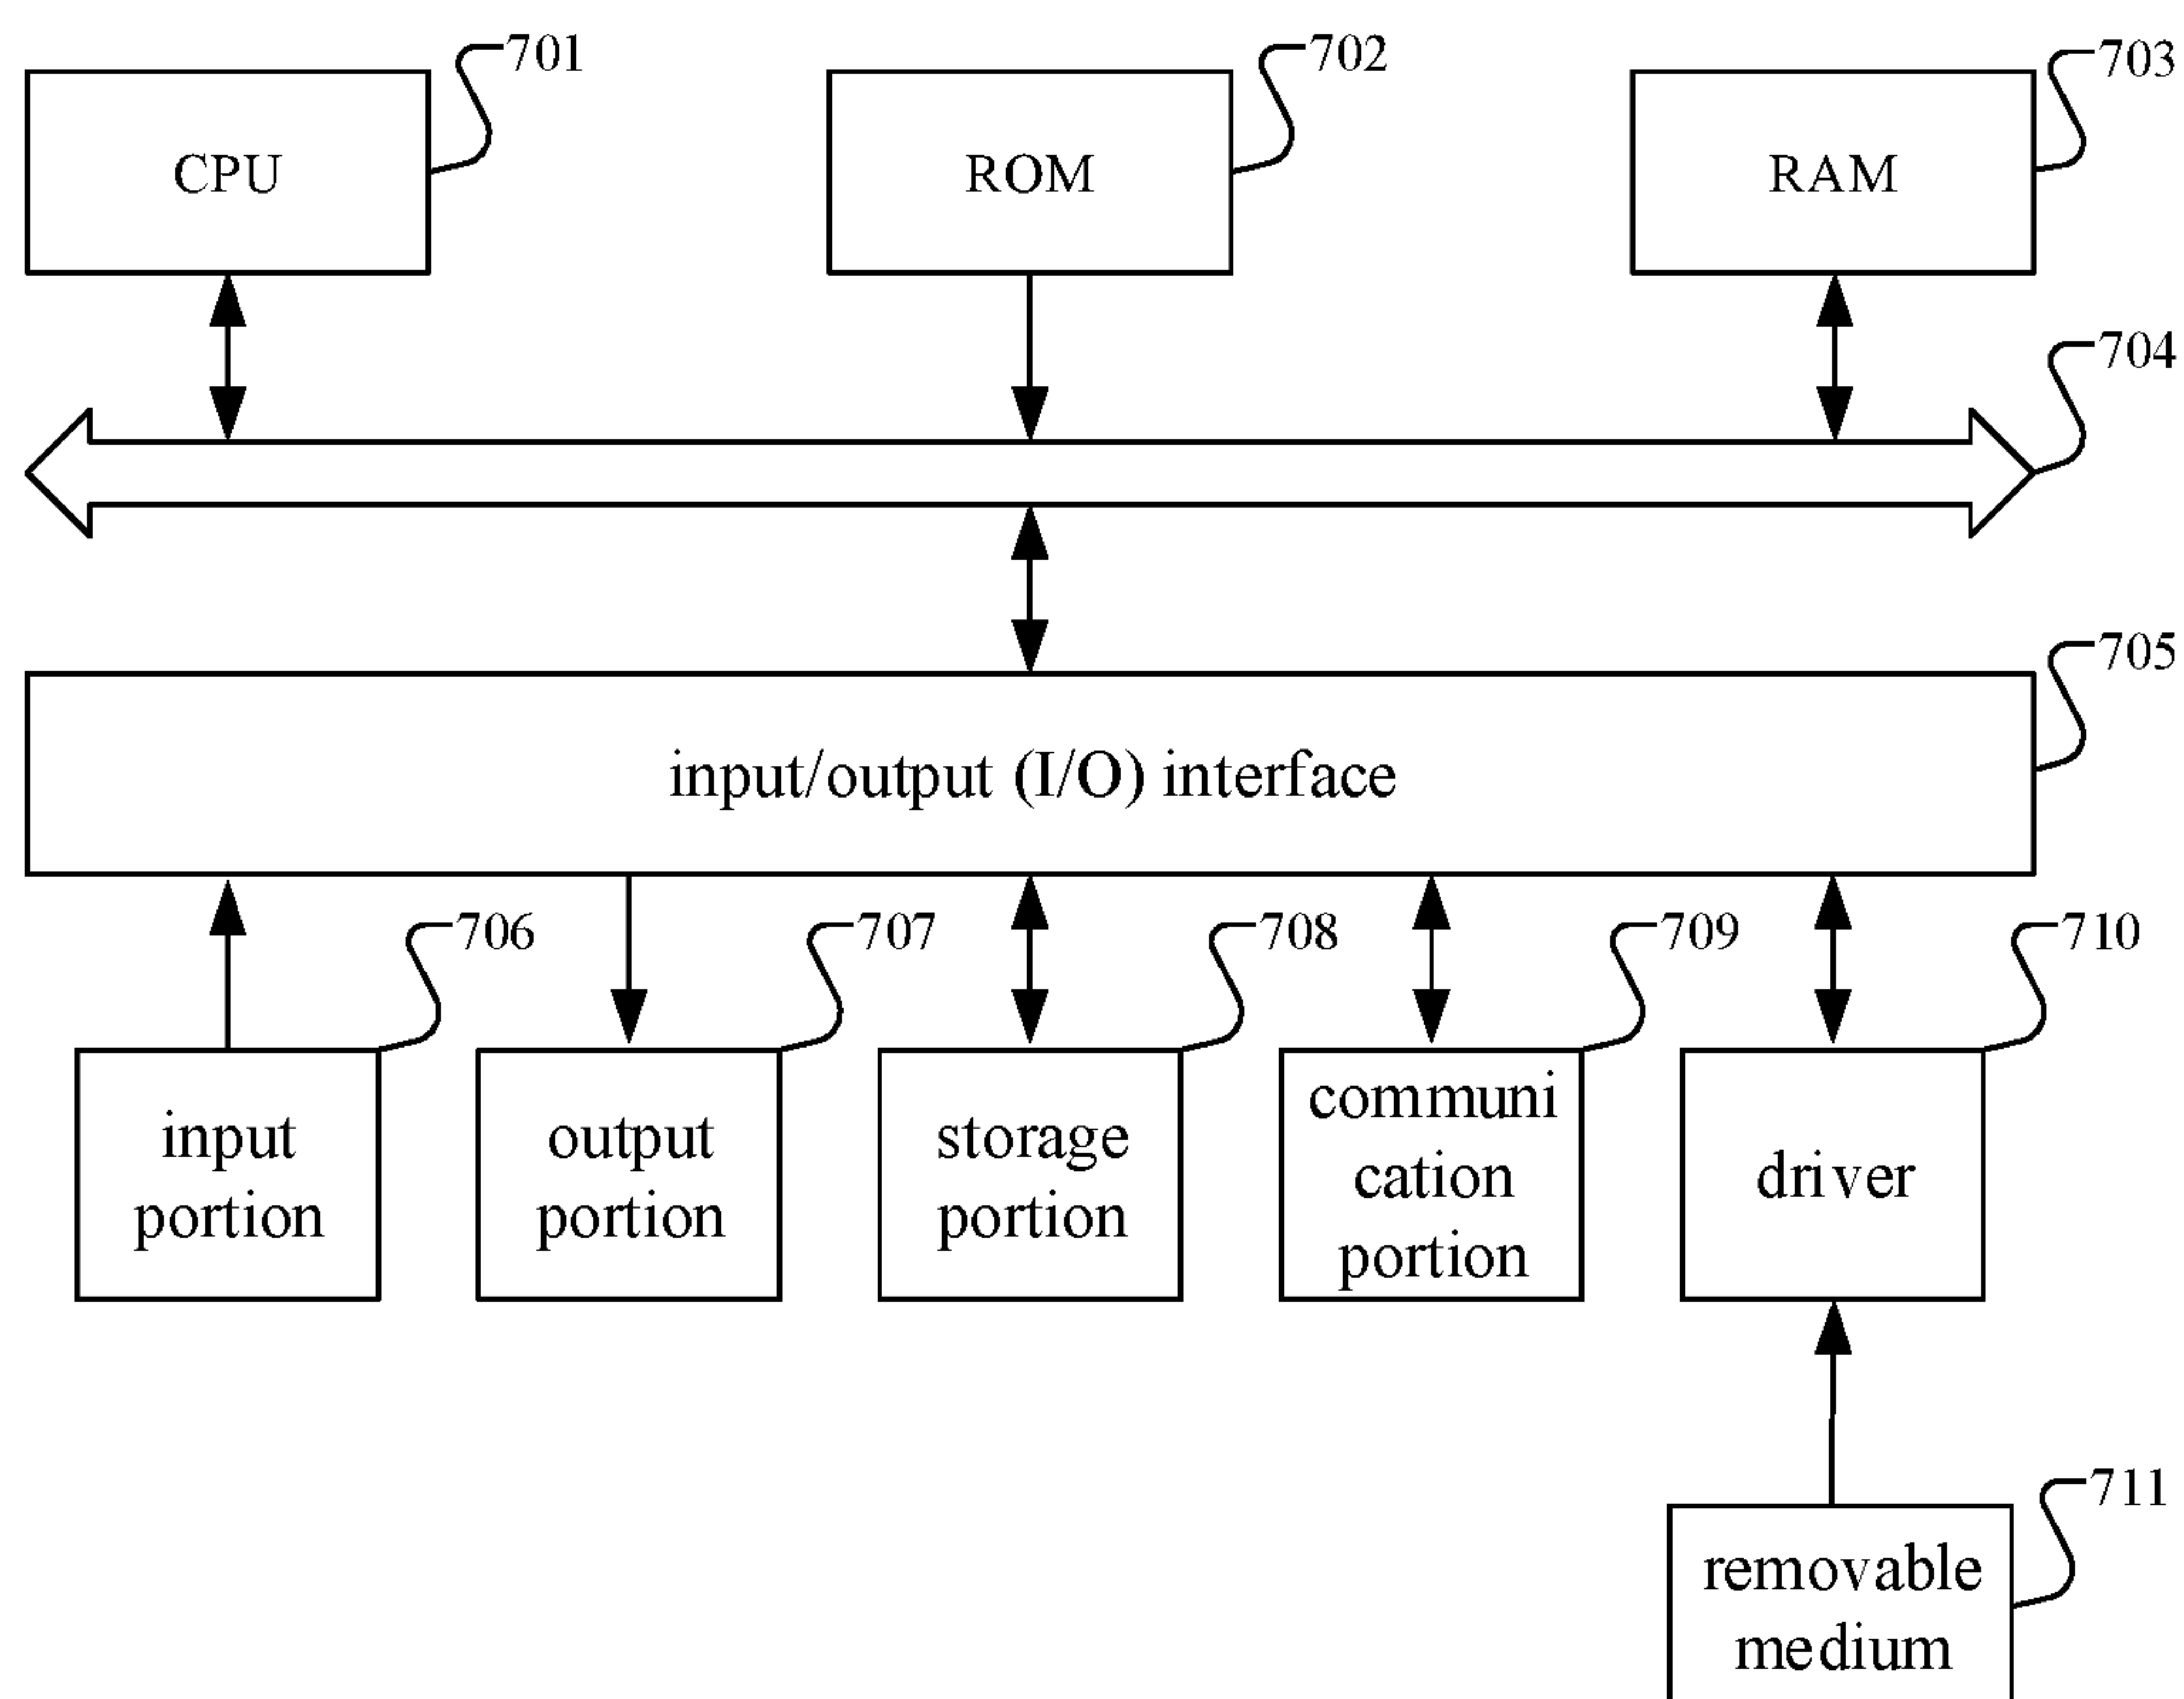 701
702
703
CPU
ROM
RAM
704
705
input/output (I/O) interface
706
707
708
709
710
input
portion
output
portion
storage
portion
communi
cation
portion
driver
711
removable
medium